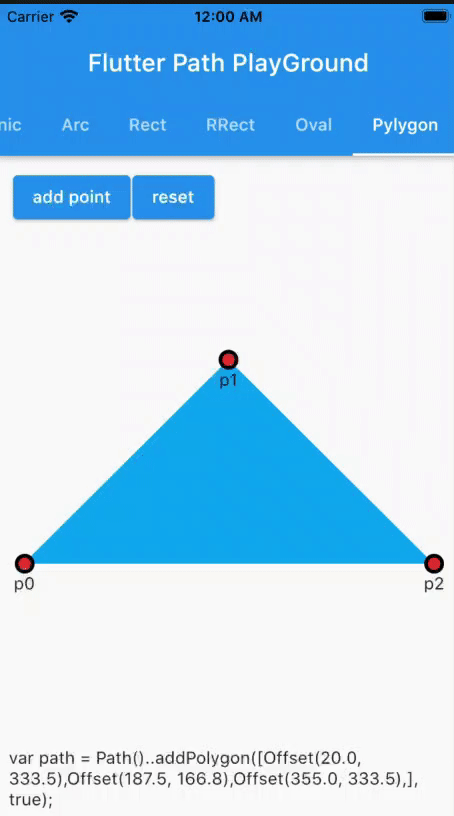 Carrier 12:00 AM
Flutter Path PlayGround
nic Arc Rect RRect Oval Pylygon
add point reset
p1
p0 p2
var path = Path()..addPolygon([Offset(20.0,
333.5),Offset(187.5, 166.8),Offset(355.0, 333.5),],
true);